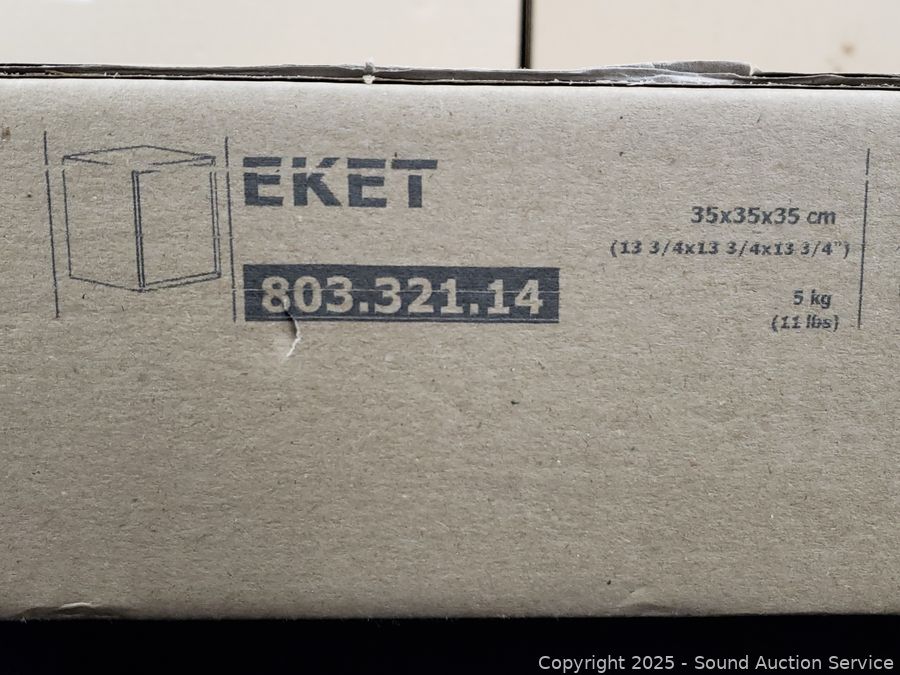 EKET
803.321.14
35x35x35 cm
(13 3/4x13 3/4x13 3/4")
5 kg
(11 lbs)
Copyright © 2025 - Sound Auction Service